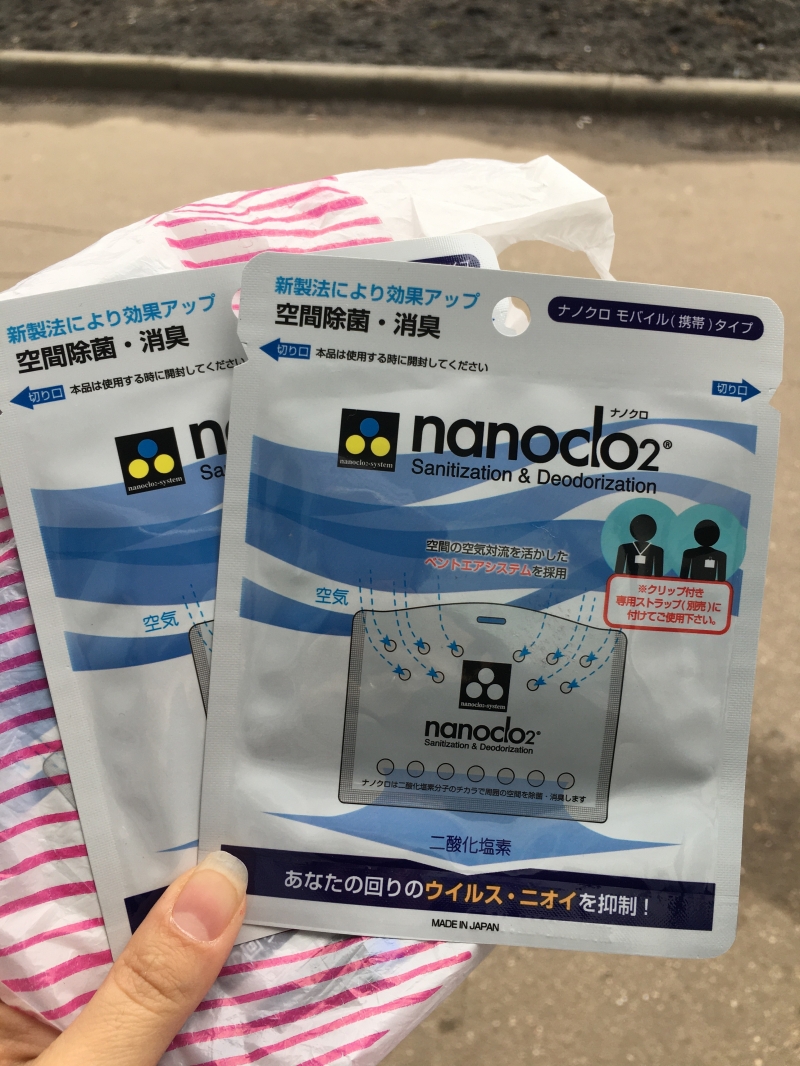 新製法により効果アップ
空間除菌・消臭
切り口
本品は使用する時に開封してください
nanoclo2-system
新製法により効果アップ
空間除菌・消臭
ナノクロ モバイル(携帯)タイプ
切り口
本品は使用する時に開封してください
切り口
ナノクロ
nanoclo2®
nanoclo2-system
Sanitization & Deodorization
空間の空気対流を活かした
ベントエアシステムを採用
空気
空気
※クリップ付き
専用ストラップ(別売)に
付けてご使用下さい。
nanoclo2-system
nanoclo2®
Sanitization & Deodorization
ナノクロは二酸化塩素分子のチカラで周囲の空間を除菌・消臭します
二酸化塩素
あなたの回りのウイルス・ニオイを抑制！
MADE IN JAPAN